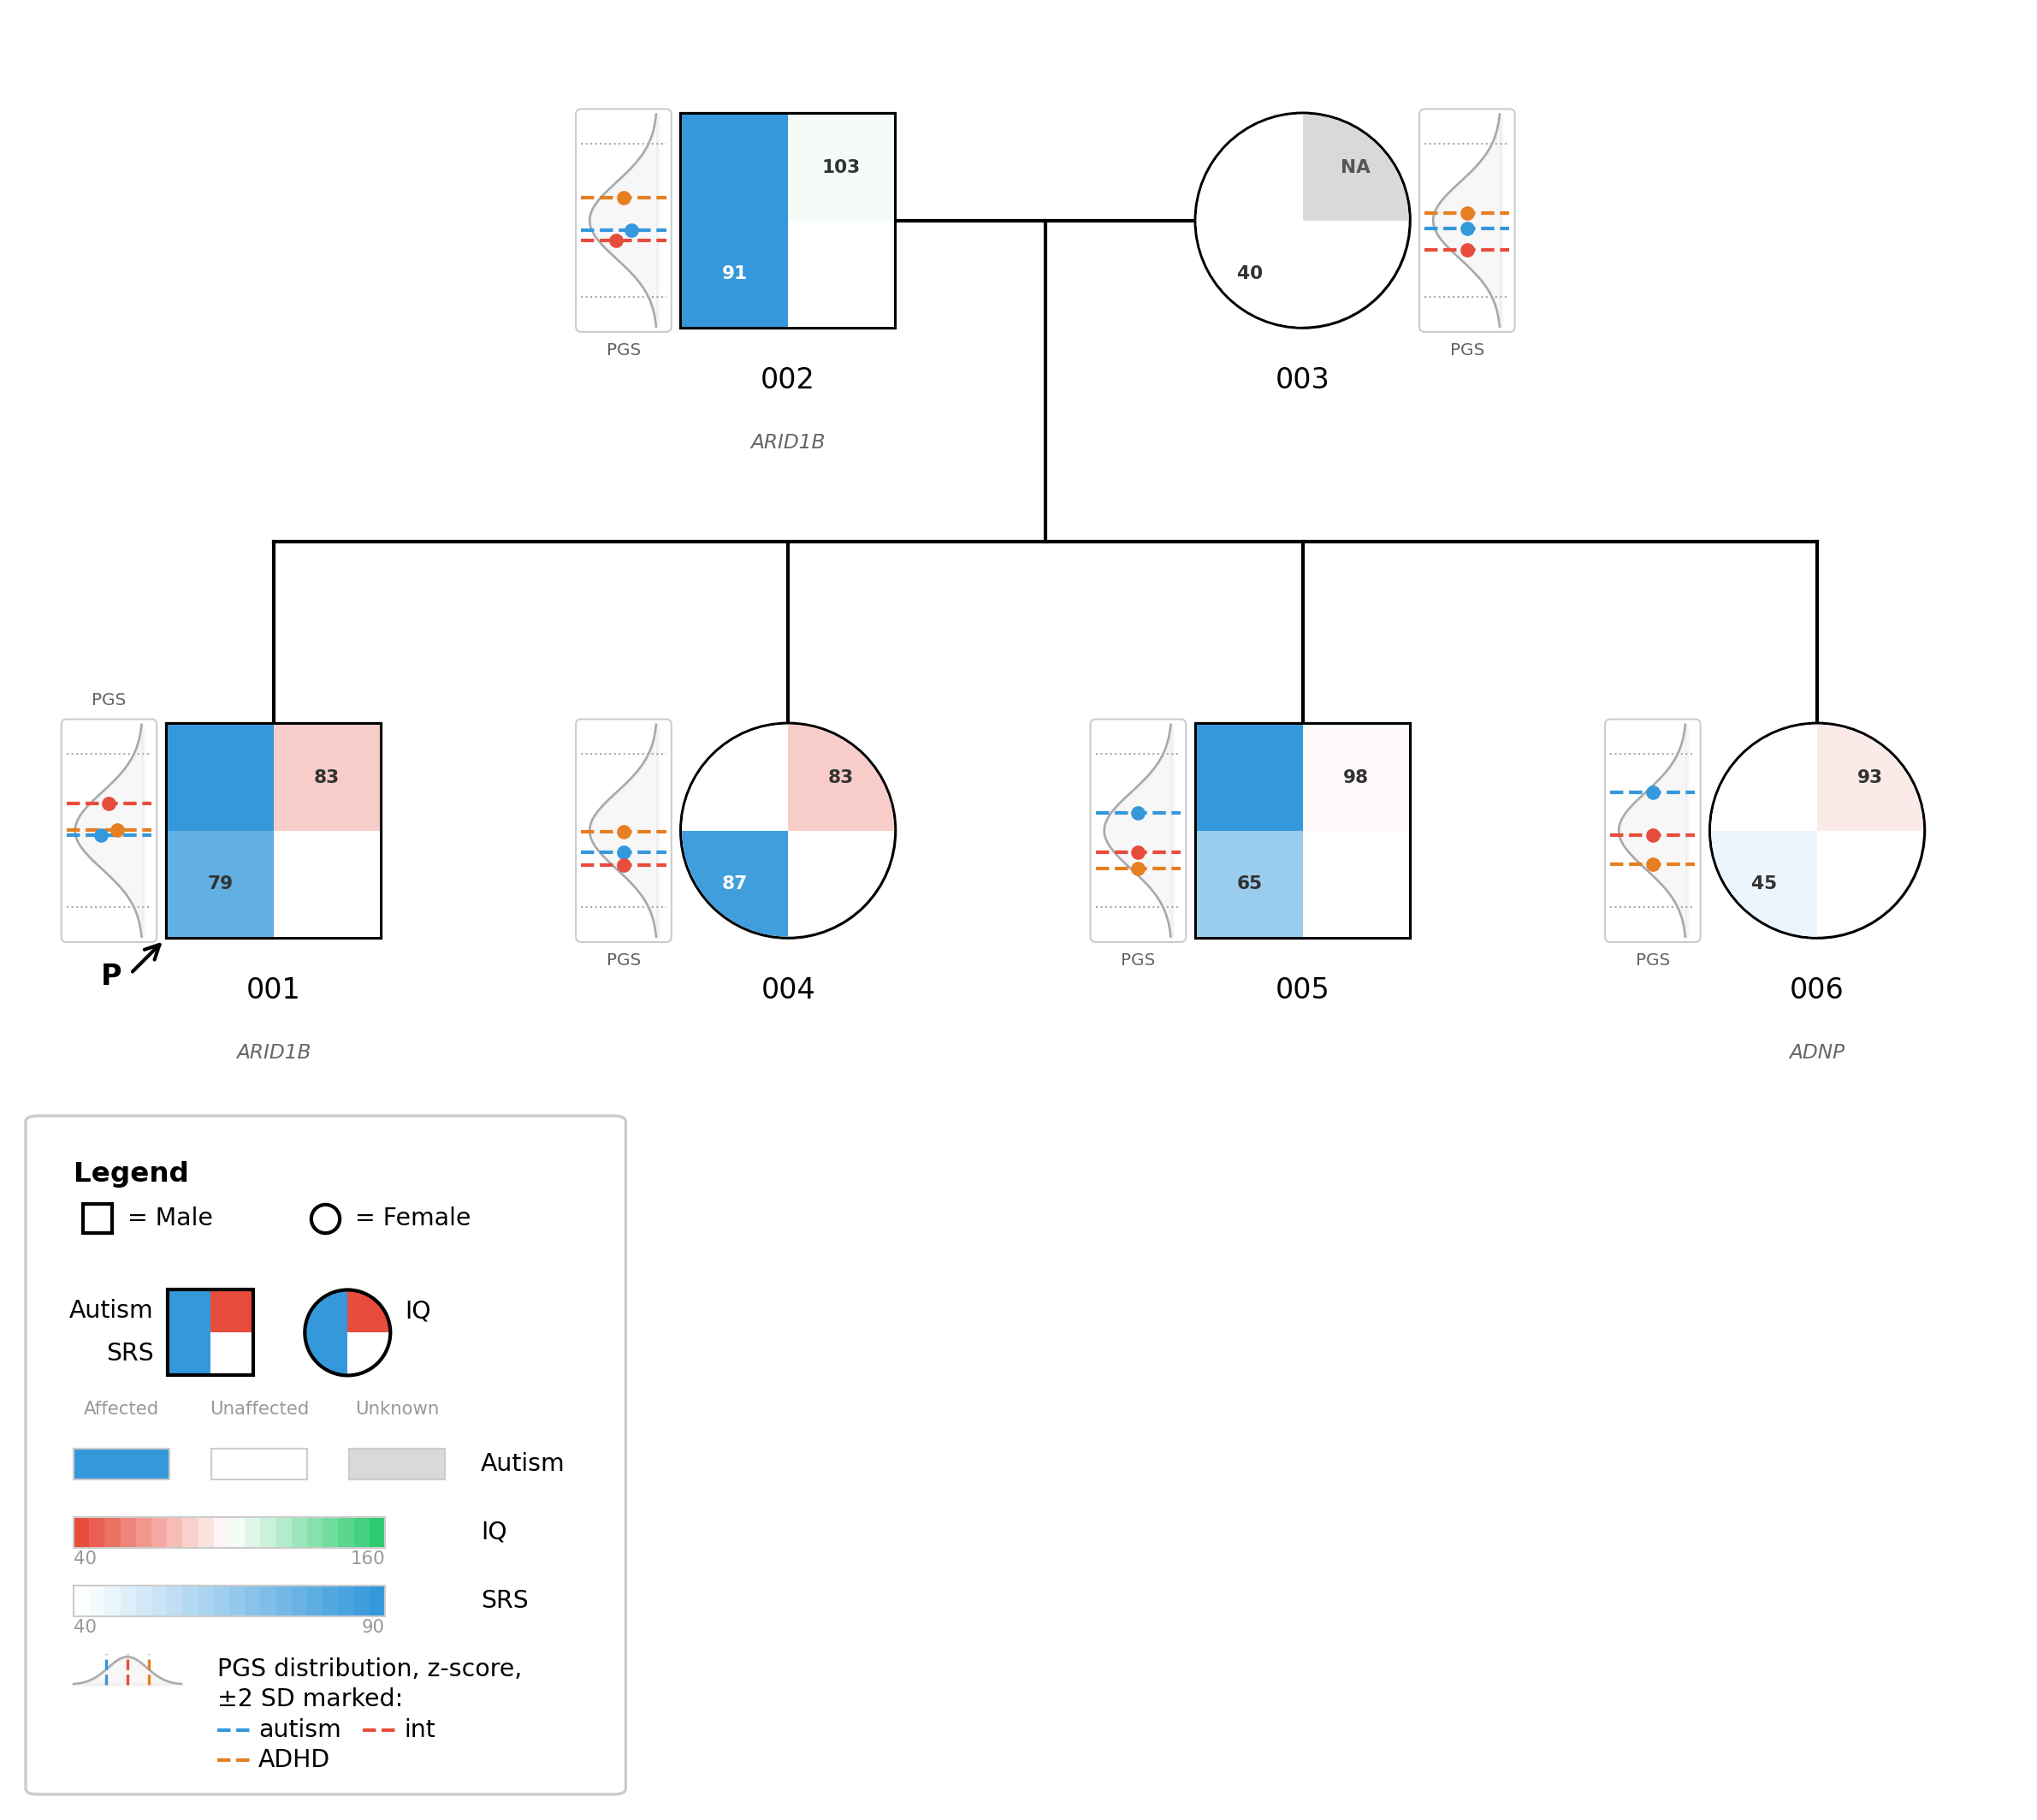 103
NA
91
40
PGS
PGS
002
003
ARID1B
PGS
83
83
98
93
79
87
65
45
PGS
PGS
PGS
P
001
004
005
006
ARID1B
ADNP
Legend
= Male
= Female
Autism
IQ
SRS
Affected
Unaffected
Unknown
Autism
IQ
40
160
SRS
40
90
PGS distribution, z-score,
±2 SD marked:
autism
int
ADHD